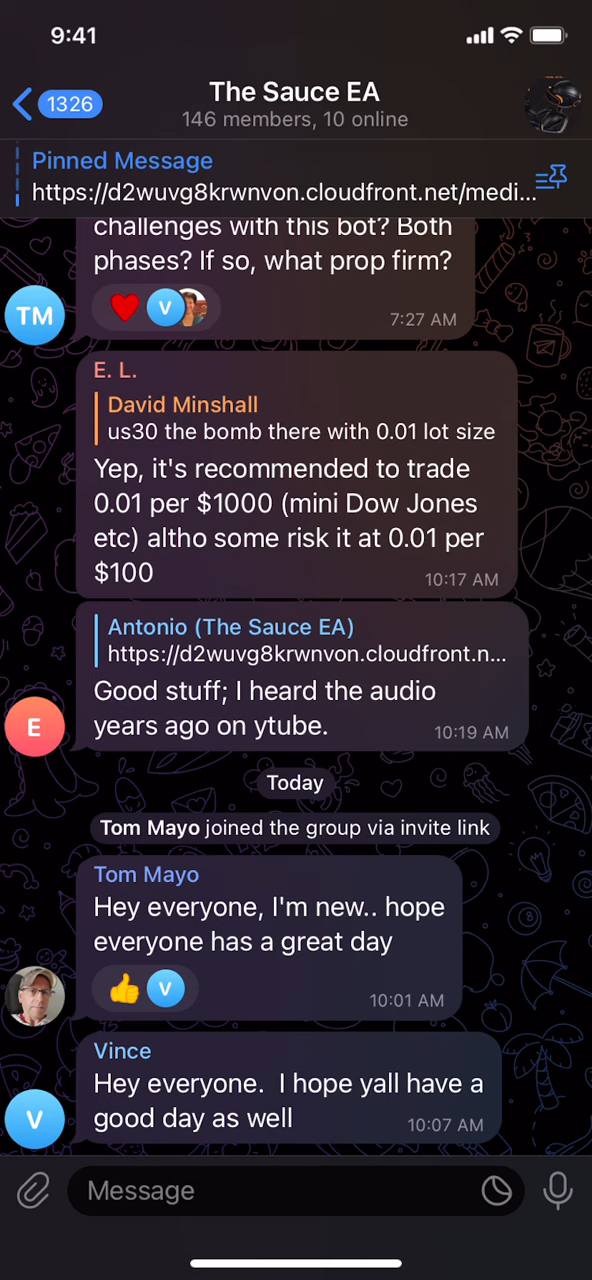 9:41
1326
The Sauce EA
146 members, 10 online
Pinned Message
https://d2wuvg8krwnvon.cloudfront.net/medi...
challenges with this bot? Both
phases? If so, what prop firm?
TM
V
7:27 AM
E. L.
David Minshall
us30 the bomb there with 0.01 lot size
Yep, it's recommended to trade
0.01 per $1000 (mini Dow Jones
etc) altho some risk it at 0.01 per
$100
10:17 AM
Antonio (The Sauce EA)
https://d2wuvg8krwnvon.cloudfront.n...
Good stuff; I heard the audio
years ago on ytube.
E
10:19 AM
Today
Tom Mayo joined the group via invite link
Tom Mayo
Hey everyone, I'm new.. hope
everyone has a great day
V
10:01 AM
Vince
Hey everyone.  I hope yall have a
good day as well
V
10:07 AM
Message